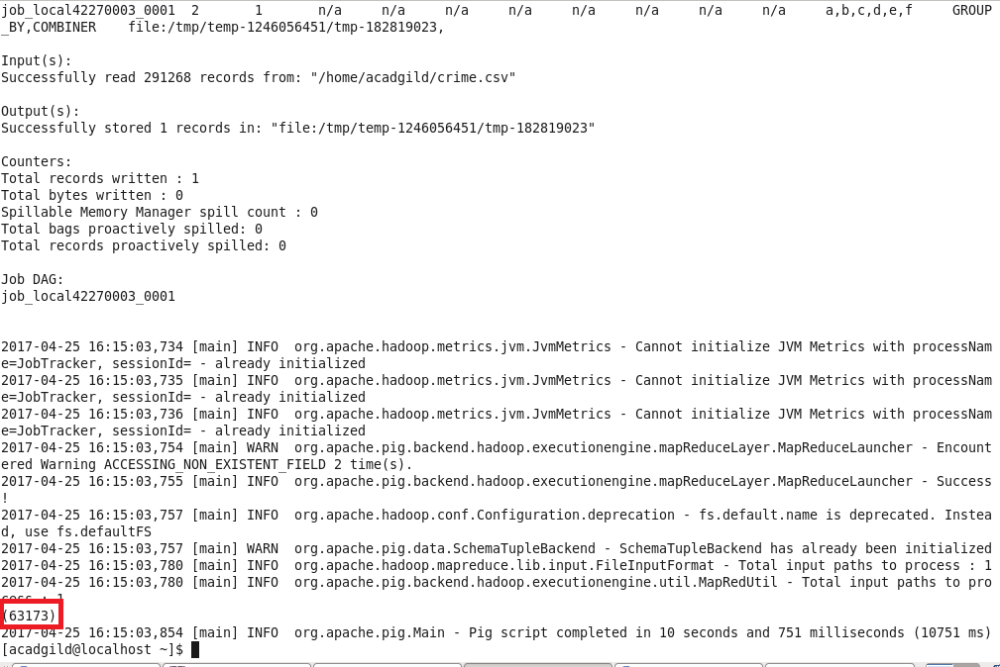 job_local42270003_0001 2 1 n/a n/a n/a n/a n/a n/a n/a n/a a,b,c,d,e,f GROUP
_BY,COMBINER file:/tmp/temp-1246056451/tmp-182819023,
Input(s):
Successfully read 291268 records from: "/home/acadgild/crime.csv"
Output(s):
Successfully stored 1 records in: "file:/tmp/temp-1246056451/tmp-182819023"
Counters:
Total records written : 1
Total bytes written : 0
Spillable Memory Manager spill count : 0
Total bags proactively spilled: 0
Total records proactively spilled: 0
Job DAG:
job_local42270003_0001
2017-04-25 16:15:03,734 [main] INFO org.apache.hadoop.metrics.jvm.JvmMetrics - Cannot initialize JVM Metrics with processNam
e=JobTracker, sessionId= - already initialized
2017-04-25 16:15:03,735 [main] INFO org.apache.hadoop.metrics.jvm.JvmMetrics - Cannot initialize JVM Metrics with processNam
e=JobTracker, sessionId= - already initialized
2017-04-25 16:15:03,736 [main] INFO org.apache.hadoop.metrics.jvm.JvmMetrics - Cannot initialize JVM Metrics with processNam
e=JobTracker, sessionId= - already initialized
2017-04-25 16:15:03,754 [main] WARN org.apache.pig.backend.hadoop.executionengine.mapReduceLayer.MapReduceLauncher - Encount
ered Warning ACCESSING_NON_EXISTENT_FIELD 2 time(s).
2017-04-25 16:15:03,755 [main] INFO org.apache.pig.backend.hadoop.executionengine.mapReduceLayer.MapReduceLauncher - Success
!
2017-04-25 16:15:03,757 [main] INFO org.apache.hadoop.conf.Configuration.deprecation - fs.default.name is deprecated. Instea
d, use fs.defaultFS
2017-04-25 16:15:03,757 [main] WARN org.apache.pig.data.SchemaTupleBackend - SchemaTupleBackend has already been initialized
2017-04-25 16:15:03,780 [main] INFO org.apache.hadoop.mapreduce.lib.input.FileInputFormat - Total input paths to process : 1
2017-04-25 16:15:03,780 [main] INFO org.apache.pig.backend.hadoop.executionengine.util.MapRedUtil - Total input paths to pro
cess : 1
(63173)
2017-04-25 16:15:03,854 [main] INFO org.apache.pig.Main - Pig script completed in 10 seconds and 751 milliseconds (10751 ms)
[acadgild@localhost ~]$